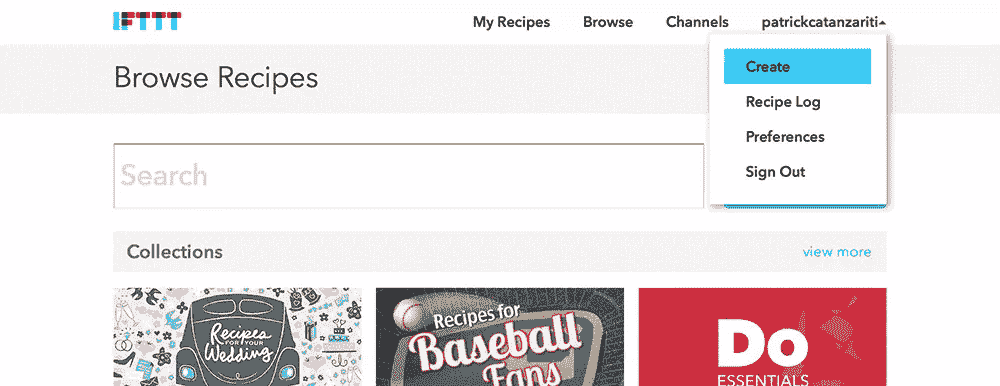 IFTTT
My Recipes Browse Channels patrickcatanzariti
Browse Recipes
Create
Recipe Log
Preferences
Sign Out
Search
Collections
view more
Recipes
FOR YOUR
Wedding
Recipes for
Baseball
Fans
Do
ESSENTIALS